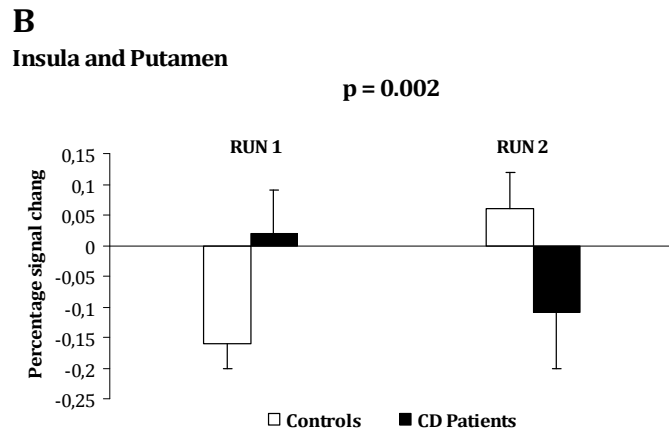 B
Insula and Putamen
p = 0.002
RUN 1
RUN 2
Percentage signal chang
0,15
0,1
0,05
0
-0,05
-0,1
-0,15
-0,2
-0,25
Controls
CD Patients